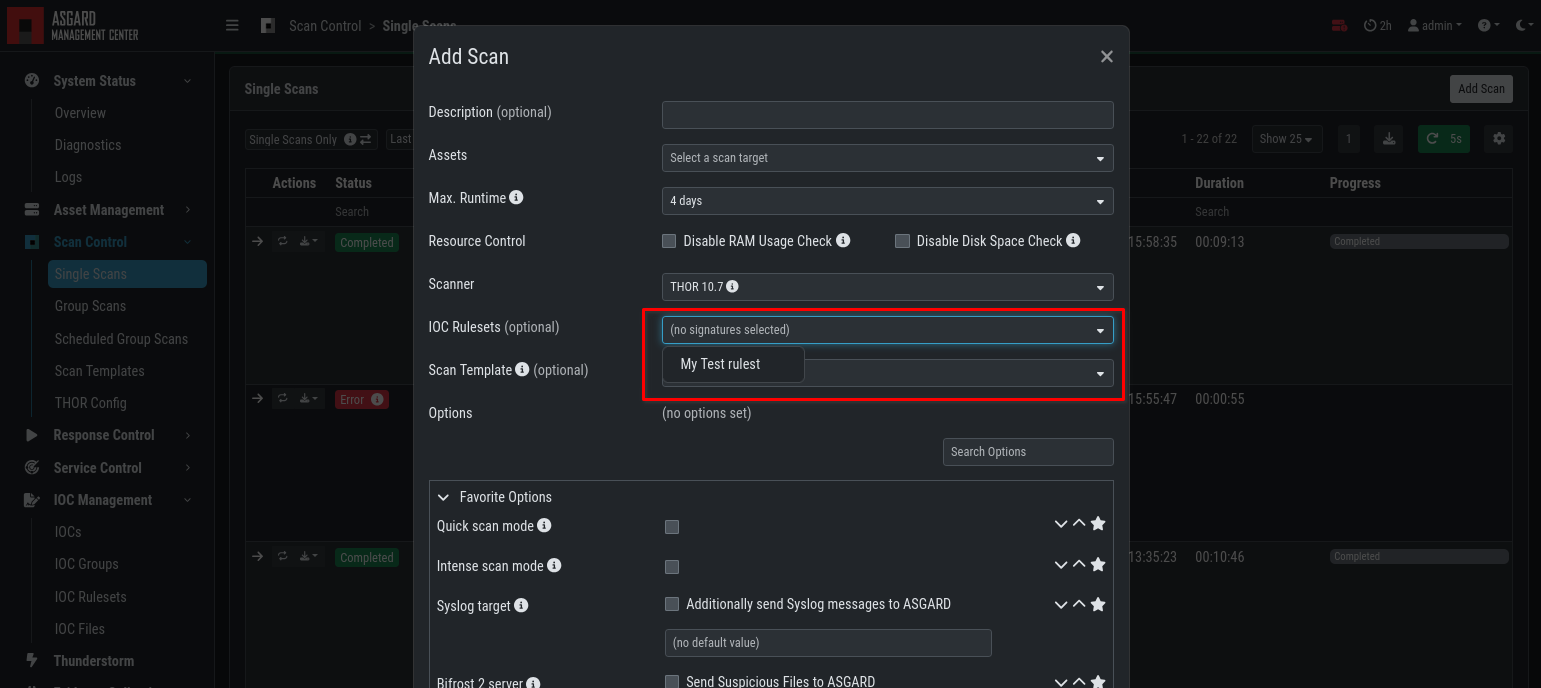 ASGARD
MANAGEMENT CENTER
Scan Control > Single Scans
2h
admin
System Status
Overview
Diagnostics
Logs
Asset Management
Scan Control
Single Scans
Group Scans
Scheduled Group Scans
Scan Templates
THOR Config
Response Control
Service Control
IOC Management
IOCs
IOC Groups
IOC Rulesets
IOC Files
Thunderstorm
Single Scans
Add Scan
Single Scans Only
Last
1 - 22 of 22
Show 25
1
5s
Actions
Status
Duration
Progress
Search
Search
Completed
15:58:35
00:09:13
Completed
Error
15:55:47
00:00:55
Completed
13:35:23
00:10:46
Completed
Add Scan
Description (optional)
Assets
Select a scan target
Max. Runtime
4 days
Resource Control
Disable RAM Usage Check
Disable Disk Space Check
Scanner
THOR 10.7
IOC Rulesets (optional)
(no signatures selected)
My Test rulest
Scan Template (optional)
Options
(no options set)
Search Options
Favorite Options
Quick scan mode
Intense scan mode
Syslog target
Additionally send Syslog messages to ASGARD
(no default value)
Bifrost 2 server
Send Suspicious Files to ASGARD